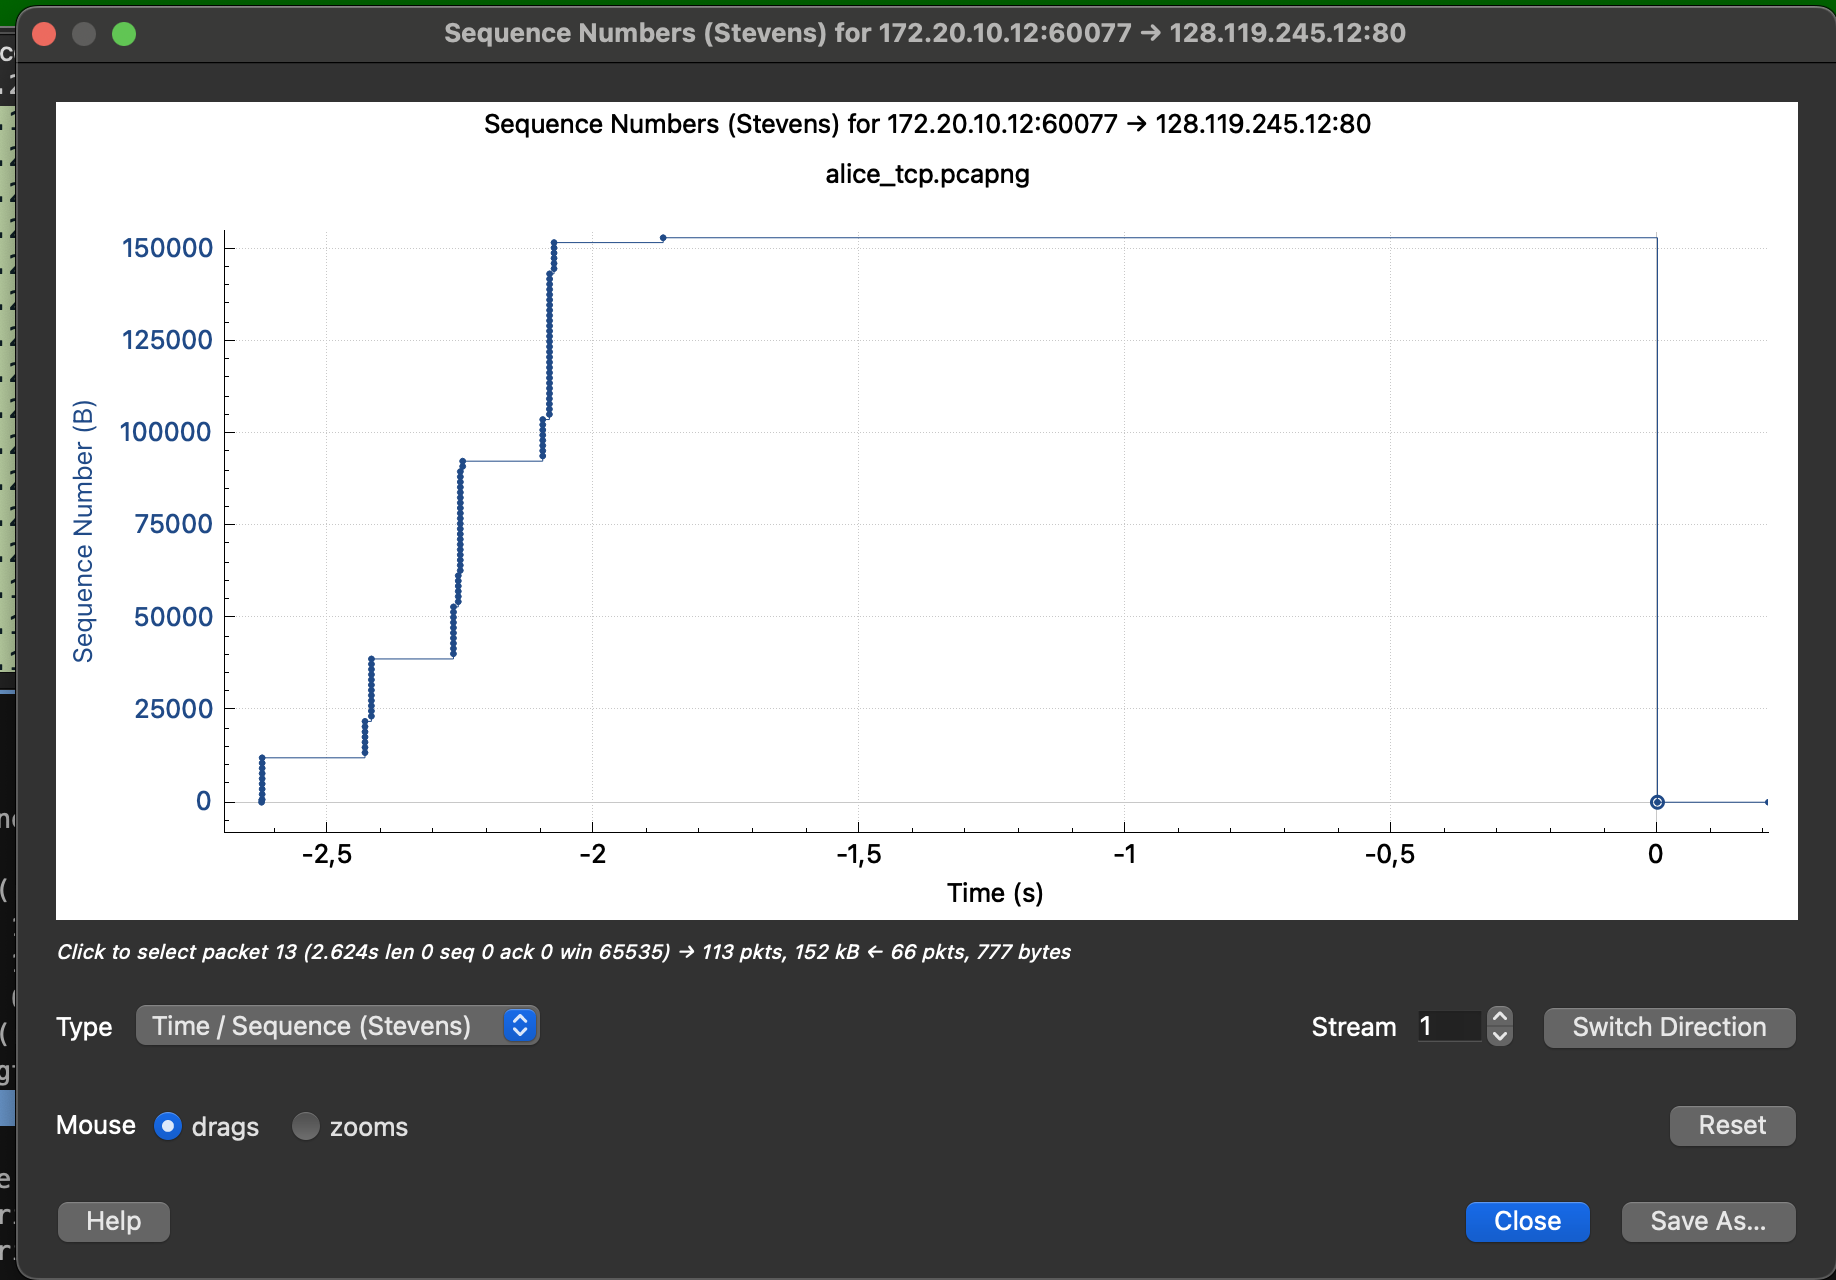 Sequence Numbers (Stevens) for 172.20.10.12:60077 → 128.119.245.12:80
Sequence Numbers (Stevens) for 172.20.10.12:60077 → 128.119.245.12:80
alice_tcp.pcapng
Sequence Number (B)
150000
125000
100000
75000
50000
25000
0
-2,5 -2 -1,5 -1 -0,5 0
Time (s)
Click to select packet 13 (2.624s len 0 seq 0 ack 0 win 65535) → 113 pkts, 152 kB ← 66 pkts, 777 bytes
Type Time / Sequence (Stevens) Stream 1 Switch Direction
Mouse drags zooms Reset
Help Close Save As...